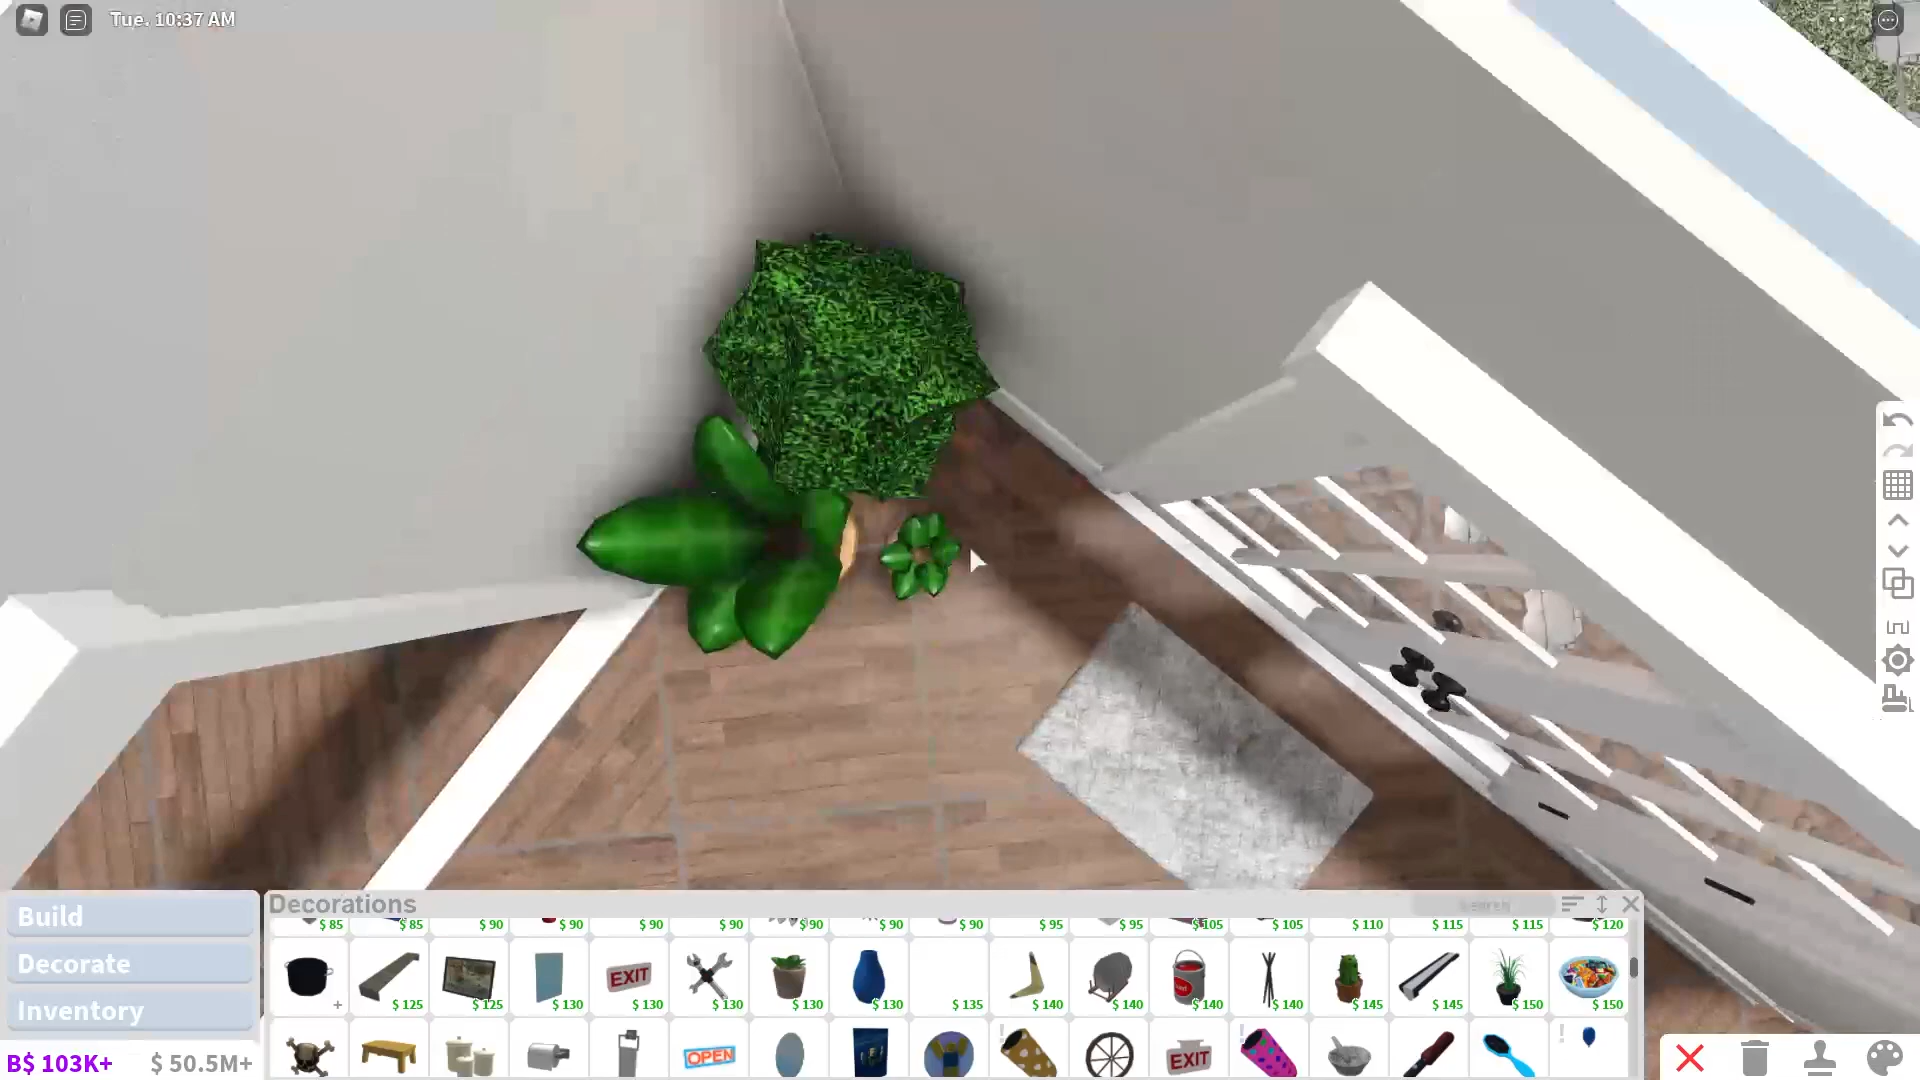 Tue. 10:37 AM
Build
Decorate
Inventory
B$ 103K+ $ 50.5M+
Decorations search
$ 85 $ 85 $ 90 $ 90 $ 90 $ 90 $ 90 $ 90 $ 90 $ 95 $ 95 $ 105 $ 105 $ 110 $ 115 $ 115 $ 120
EXIT
+ $ 125 $ 125 $ 130 $ 130 $ 130 $ 130 $ 130 $ 135 $ 140 $ 140 $ 140 $ 140 $ 145 $ 145 $ 150 $ 150
OPEN ! EXIT ! !